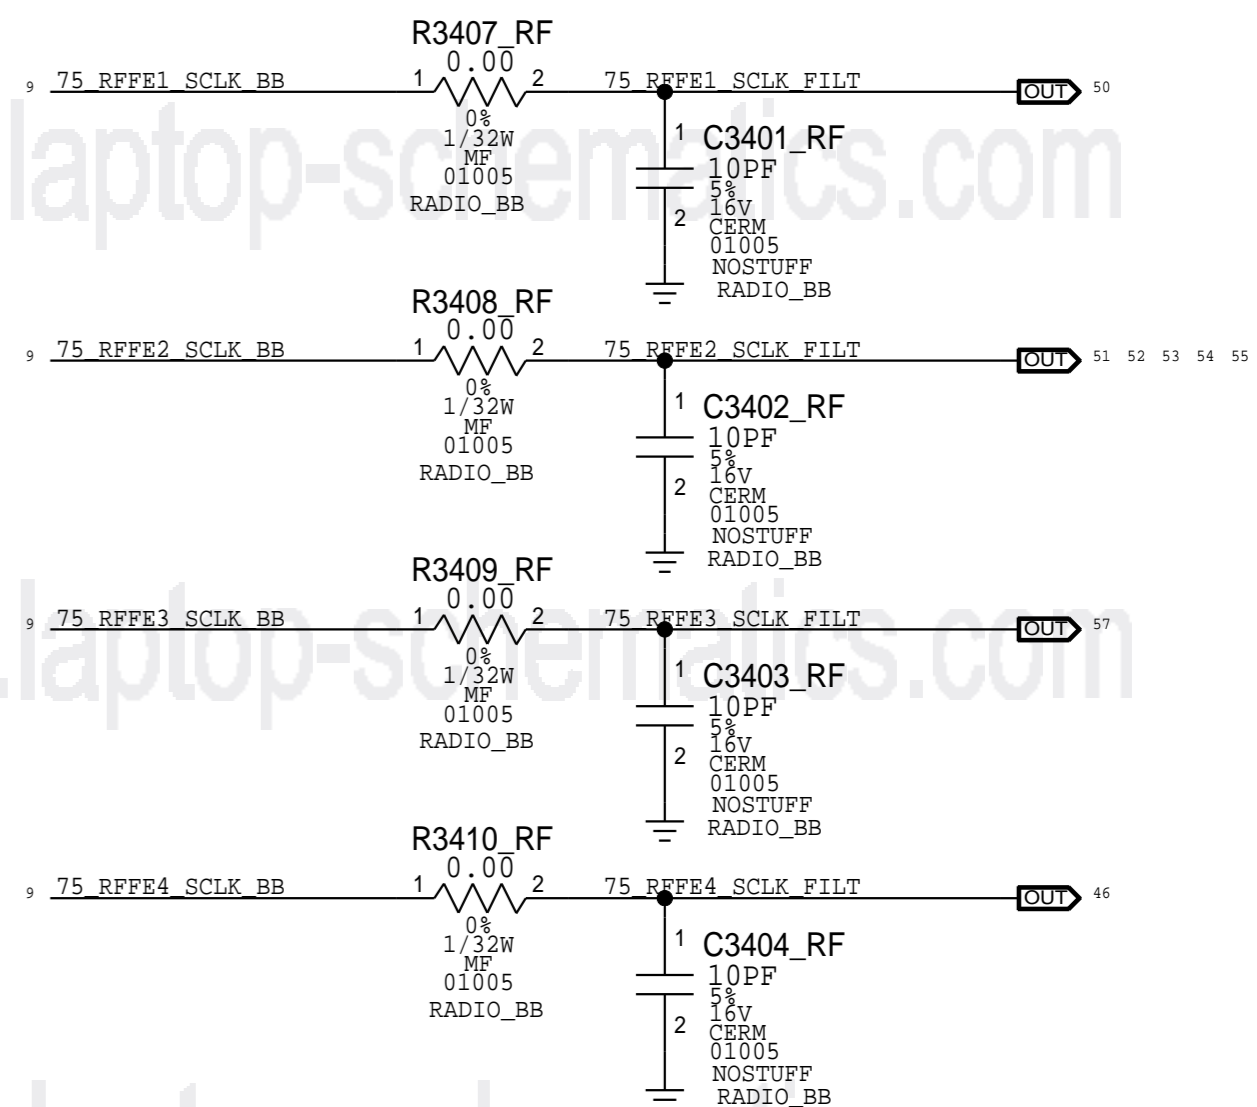 R3407_RF
0.00
9 75_RFFE1_SCLK_BB 1 2 75_RFFE1_SCLK_FILT OUT 50
0%
1/32W
MF
01005
RADIO_BB
1 C3401_RF
10PF
5%
16V
2 CERM
01005
NOSTUFF
RADIO_BB
R3408_RF
0.00
9 75_RFFE2_SCLK_BB 1 2 75_RFFE2_SCLK_FILT OUT 51 52 53 54 55
0%
1/32W
MF
01005
RADIO_BB
1 C3402_RF
10PF
5%
16V
2 CERM
01005
NOSTUFF
RADIO_BB
R3409_RF
0.00
9 75_RFFE3_SCLK_BB 1 2 75_RFFE3_SCLK_FILT OUT 57
0%
1/32W
MF
01005
RADIO_BB
1 C3403_RF
10PF
5%
16V
2 CERM
01005
NOSTUFF
RADIO_BB
R3410_RF
0.00
9 75_RFFE4_SCLK_BB 1 2 75_RFFE4_SCLK_FILT OUT 46
0%
1/32W
MF
01005
RADIO_BB
1 C3404_RF
10PF
5%
16V
2 CERM
01005
NOSTUFF
RADIO_BB
laptop-schematics.com
.laptop-schematics.com